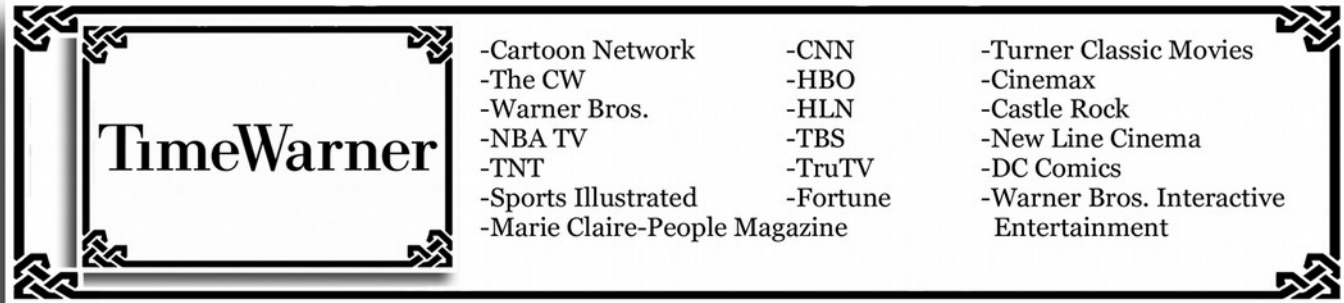 TimeWarner
-Cartoon Network
-The CW
-Warner Bros.
-NBA TV
-TNT
-Sports Illustrated
-Marie Claire-People Magazine
-CNN
-HBO
-HLN
-TBS
-TruTV
-Fortune
-Turner Classic Movies
-Cinemax
-Castle Rock
-New Line Cinema
-DC Comics
-Warner Bros. Interactive
Entertainment